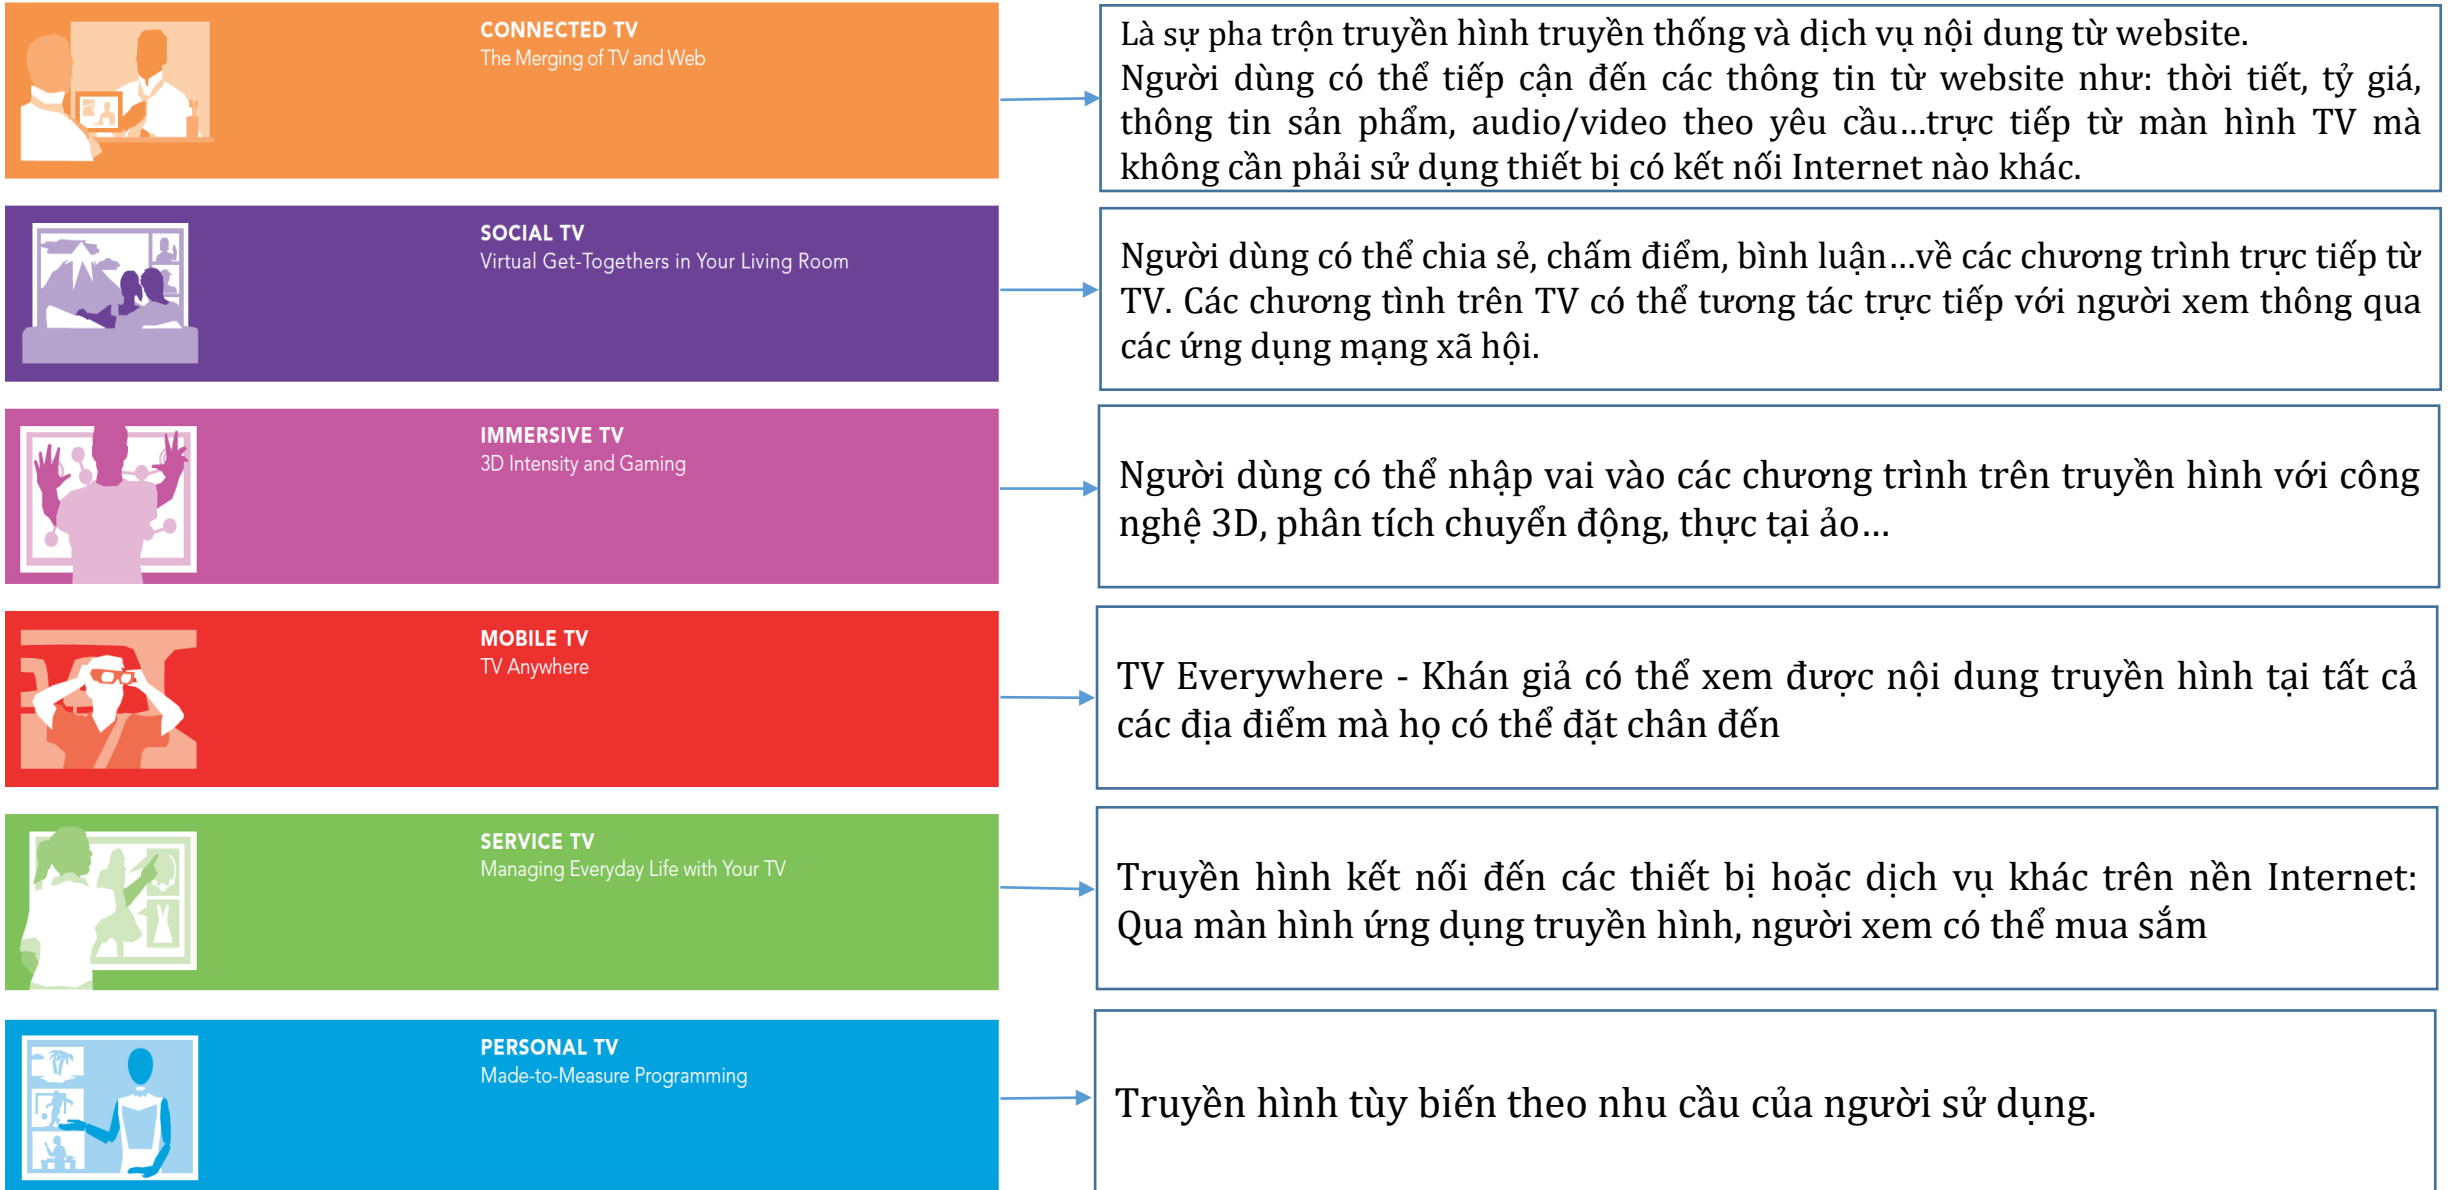 CONNECTED TV
The Merging of TV and Web
Là sự pha trộn truyền hình truyền thống và dịch vụ nội dung từ website.
Người dùng có thể tiếp cận đến các thông tin từ website như: thời tiết, tỷ giá,
thông tin sản phẩm, audio/video theo yêu cầu...trực tiếp từ màn hình TV mà
không cần phải sử dụng thiết bị có kết nối Internet nào khác.
SOCIAL TV
Virtual Get-Togethers in Your Living Room
Người dùng có thể chia sẻ, chấm điểm, bình luận...về các chương trình trực tiếp từ
TV. Các chương tình trên TV có thể tương tác trực tiếp với người xem thông qua
các ứng dụng mạng xã hội.
IMMERSIVE TV
3D Intensity and Gaming
Người dùng có thể nhập vai vào các chương trình trên truyền hình với công
nghệ 3D, phân tích chuyển động, thực tại ảo...
MOBILE TV
TV Anywhere
TV Everywhere - Khán giả có thể xem được nội dung truyền hình tại tất cả
các địa điểm mà họ có thể đặt chân đến
SERVICE TV
Managing Everyday Life with Your TV
Truyền hình kết nối đến các thiết bị hoặc dịch vụ khác trên nền Internet:
Qua màn hình ứng dụng truyền hình, người xem có thể mua sắm
PERSONAL TV
Made-to-Measure Programming
Truyền hình tùy biến theo nhu cầu của người sử dụng.